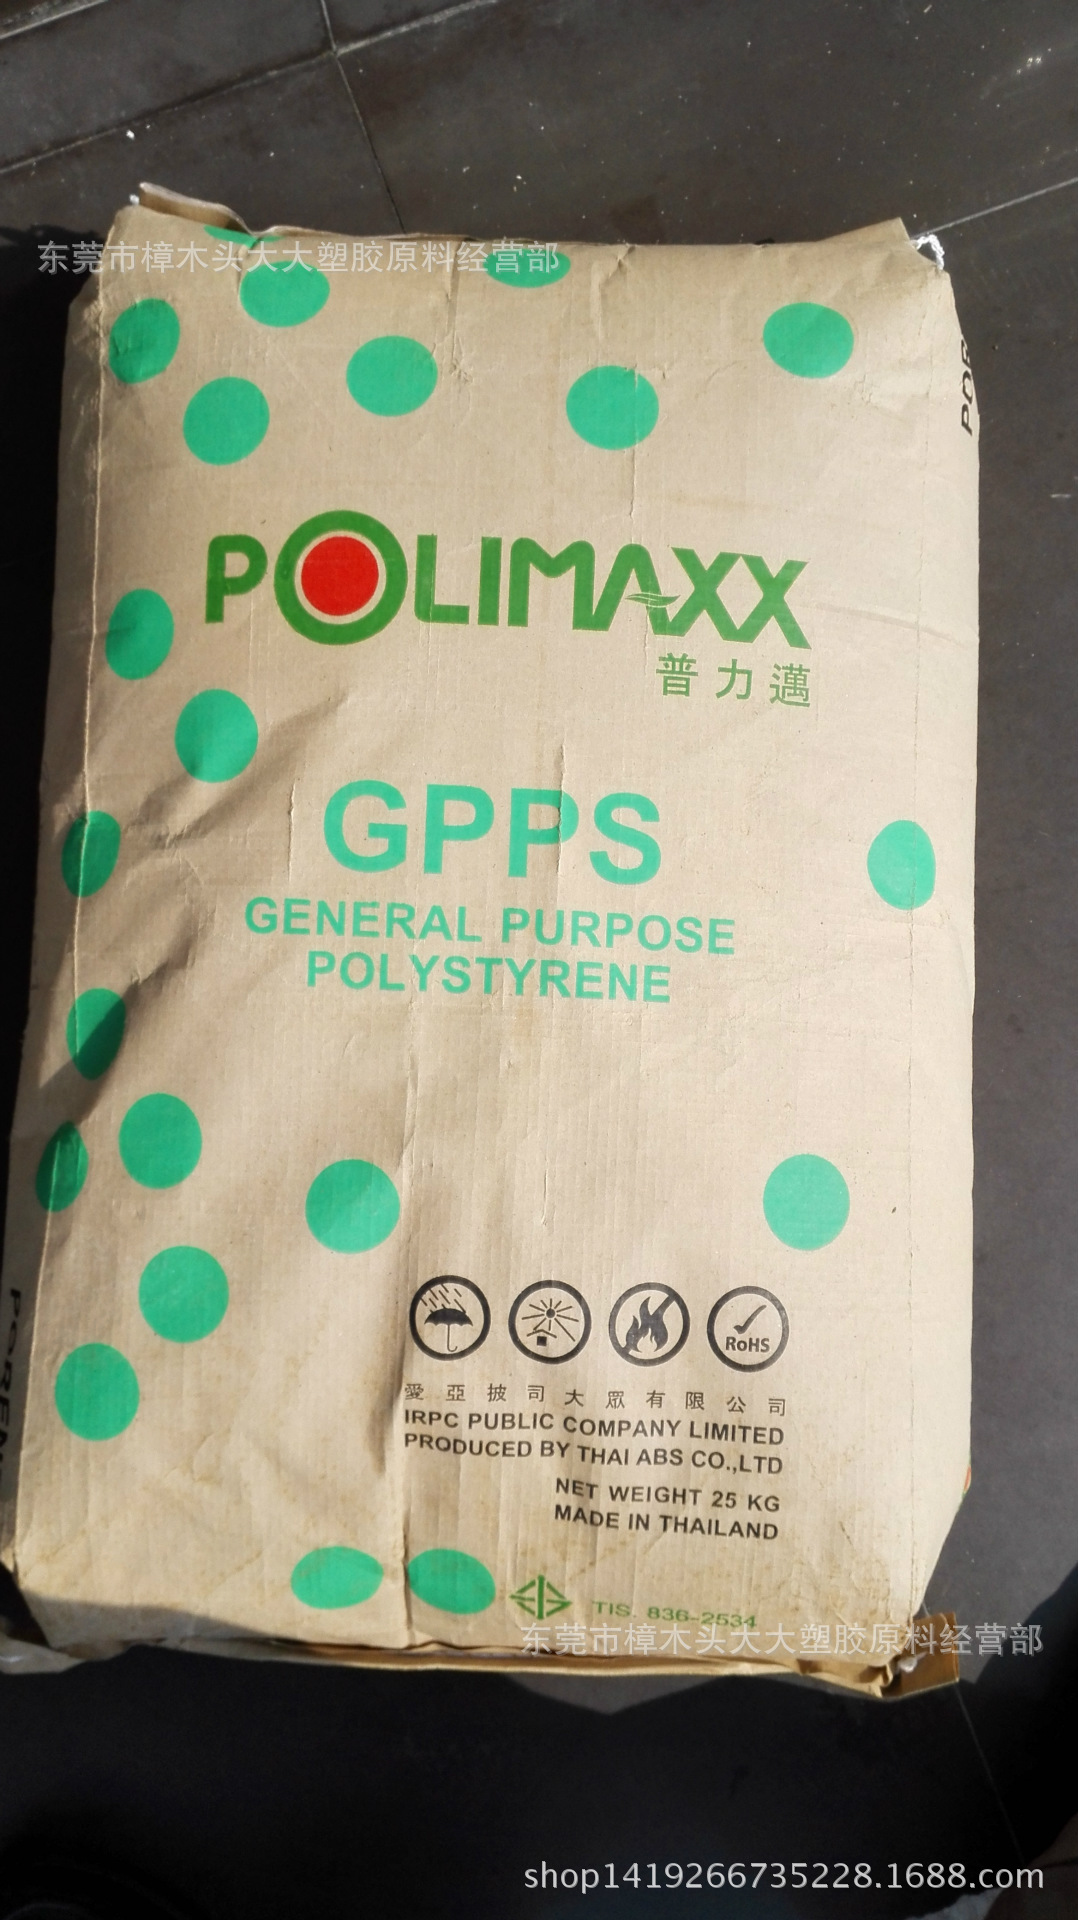 东莞市樟木头大大塑胶原料经营部
POLIMAXX
普力邁
GPPS
GENERAL PURPOSE
POLYSTYRENE
RoHS
愛亞披司大眾有限公司
IRPC PUBLIC COMPANY LIMITED
PRODUCED BY THAI ABS CO.,LTD
NET WEIGHT 25 KG
MADE IN THAILAND
TIS. 836-2534
东莞市樟木头大大塑胶原料经营部
shop1419266735228.1688.com